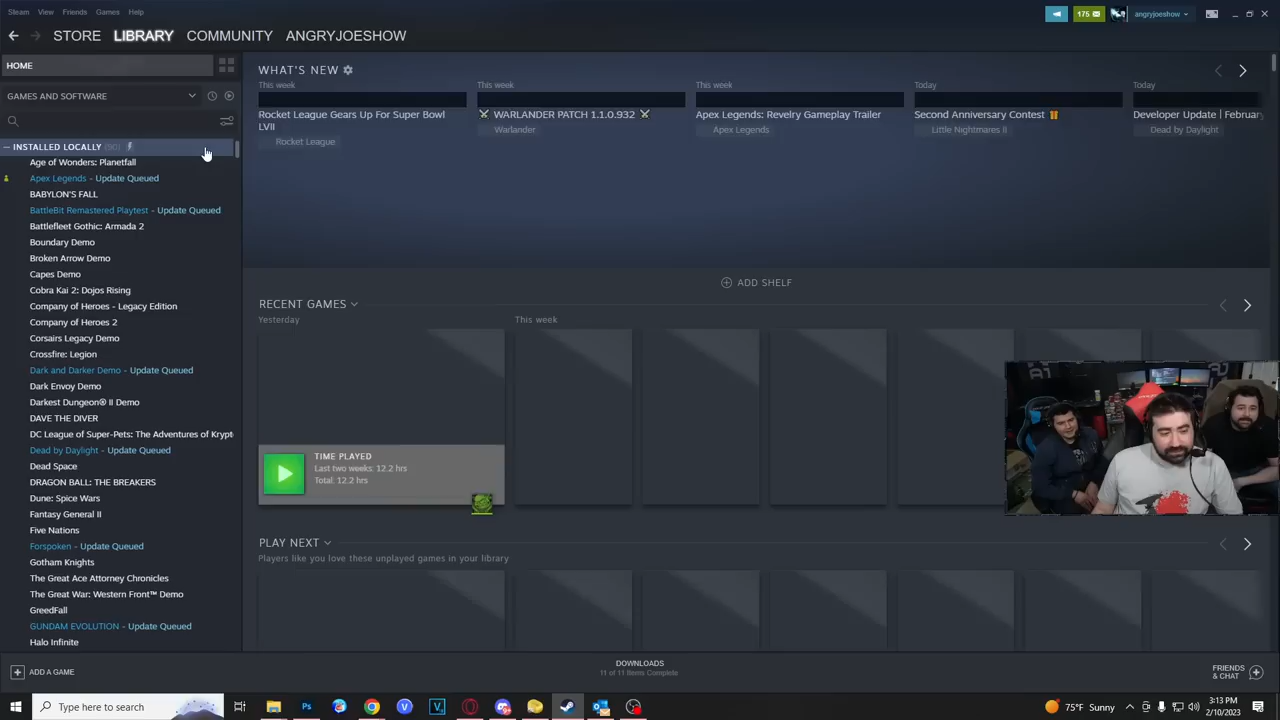 Steam View Friends Games Help
175 angryjoeshow
STORE LIBRARY COMMUNITY ANGRYJOESHOW
HOME
GAMES AND SOFTWARE
INSTALLED LOCALLY
Age of Wonders: Planetfall
Apex Legends - Update Queued
BABYLON'S FALL
BattleBit Remastered Playtest - Update Queued
Battlefleet Gothic: Armada 2
Boundary Demo
Broken Arrow Demo
Capes Demo
Cobra Kai 2: Dojos Rising
Company of Heroes - Legacy Edition
Company of Heroes 2
Corsairs Legacy Demo
Crossfire: Legion
Dark and Darker Demo - Update Queued
Dark Envoy Demo
Darkest Dungeon® II Demo
DAVE THE DIVER
DC League of Super-Pets: The Adventures of Krypt
Dead by Daylight - Update Queued
Dead Space
DRAGON BALL: THE BREAKERS
Dune: Spice Wars
Fantasy General II
Five Nations
Forspoken - Update Queued
Gotham Knights
The Great Ace Attorney Chronicles
The Great War: Western Front™ Demo
GreedFall
GUNDAM EVOLUTION - Update Queued
Halo Infinite
ADD A GAME
WHAT'S NEW
This week
Rocket League Gears Up For Super Bowl
LVII
Rocket League
This week
WARLANDER PATCH 1.1.0.932
Warlander
This week
Apex Legends: Revelry Gameplay Trailer
Apex Legends
Today
Second Anniversary Contest
Little Nightmares II
Today
Developer Update | Februar
Dead by Daylight
ADD SHELF
RECENT GAMES
Yesterday
This week
TIME PLAYED
Last two weeks: 12.2 hrs
Total: 12.2 hrs
PLAY NEXT
Players like you love these unplayed games in your library
DOWNLOADS
11 of 11 Items Complete
FRIENDS
& CHAT
Type here to search
75°F Sunny
3:13 PM
2/10/2023